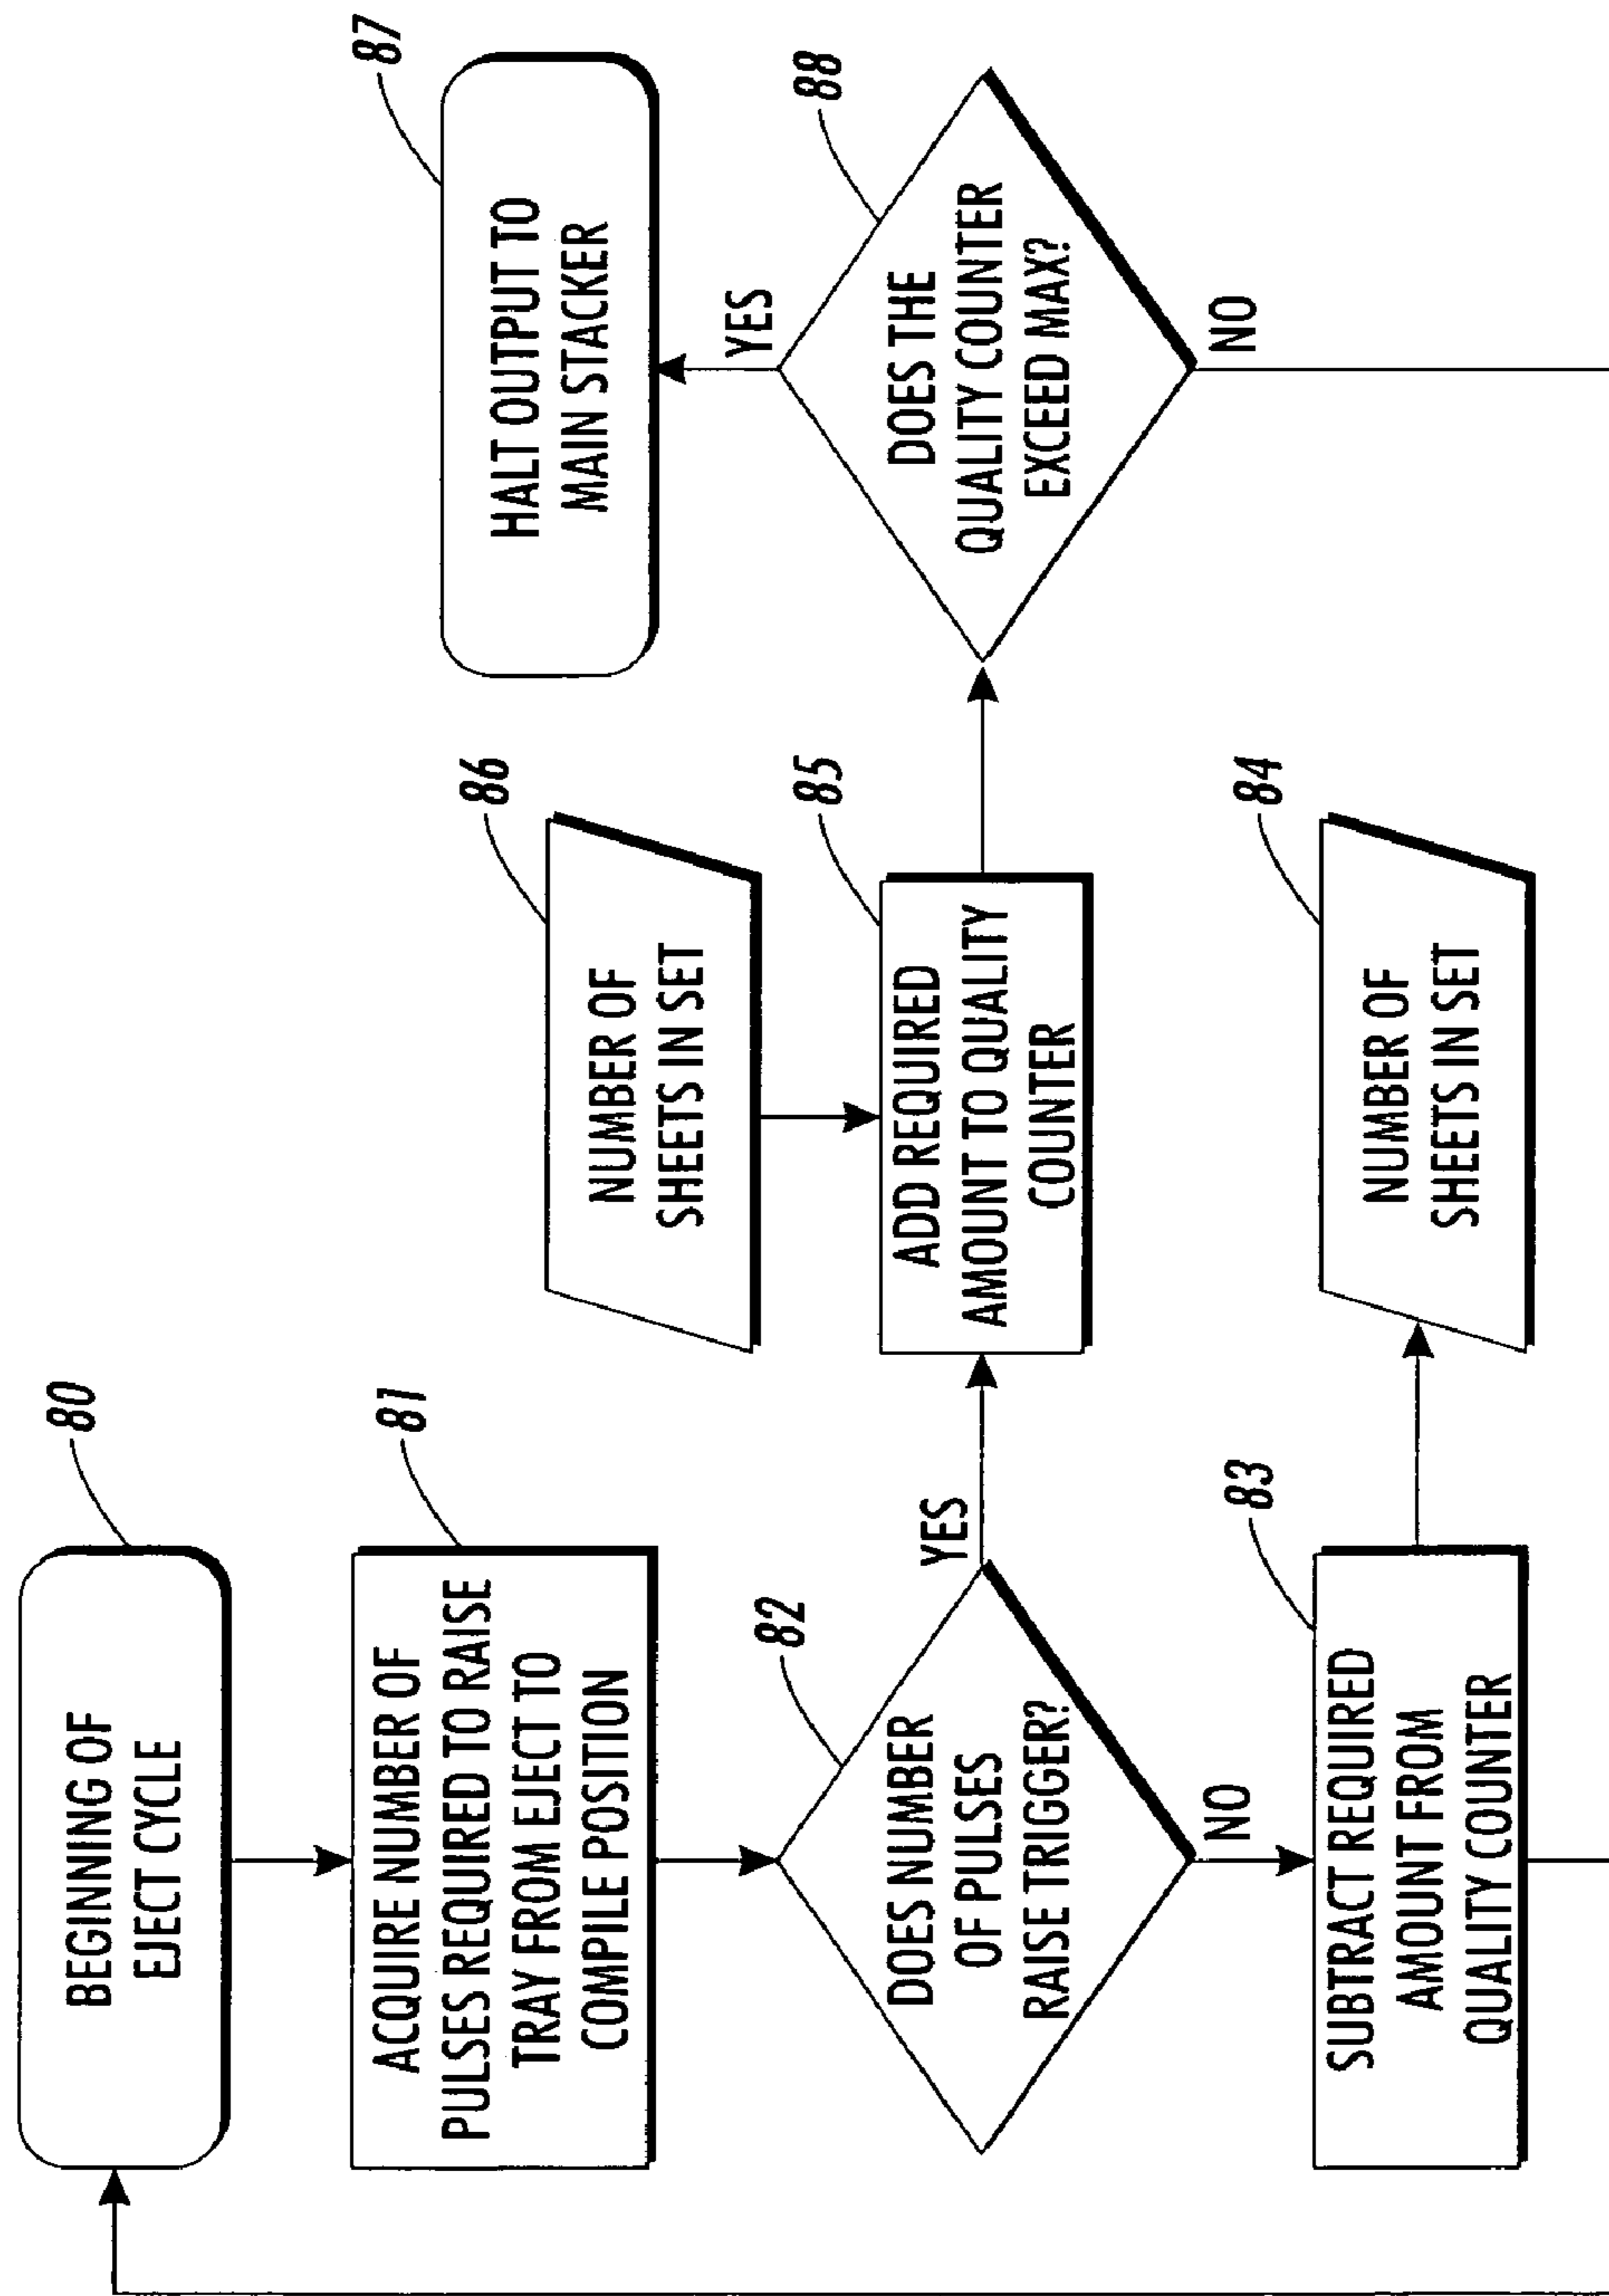 80
BEGINNING OF
EJECT CYCLE
81
ACQUIRE NUMBER OF
PULSES REQUIRED TO RAISE
TRAY FROM EJECT TO
COMPILE POSITION
82
DOES NUMBER
OF PULSES
RAISE TRIGGER?
YES
NO
83
SUBTRACT REQUIRED
AMOUNT FROM
QUALITY COUNTER
84
NUMBER OF
SHEETS IN SET
86
NUMBER OF
SHEETS IN SET
85
ADD REQUIRED
AMOUNT TO QUALITY
COUNTER
87
HALT OUTPUT TO
MAIN STACKER
YES
88
DOES THE
QUALITY COUNTER
EXCEED MAX?
NO